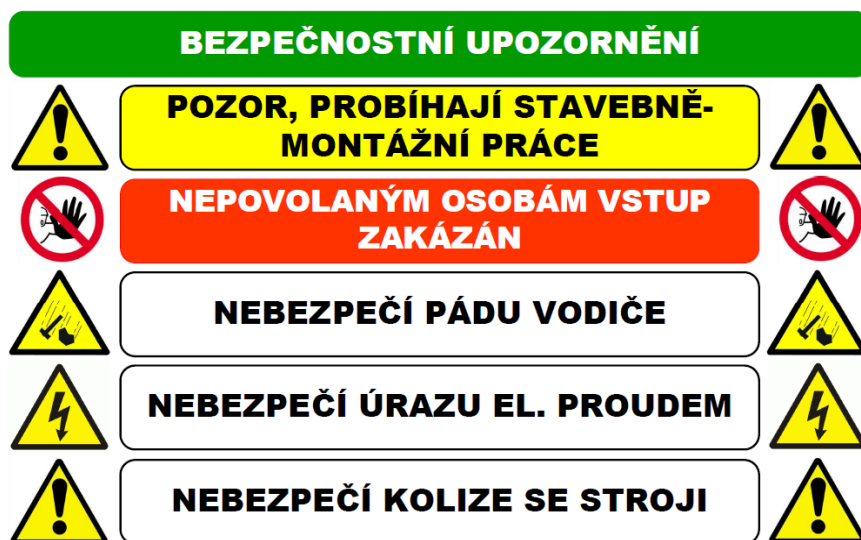 BEZPEČNOSTNÍ UPOZORNĚNÍ
POZOR, PROBÍHAJÍ STAVEBNĚ-
MONTÁŽNÍ PRÁCE
NEPOVOLANÝM OSOBÁM VSTUP
ZAKÁZÁN
NEBEZPEČÍ PÁDU VODIČE
NEBEZPEČÍ ÚRAZU EL. PROUDEM
NEBEZPEČÍ KOLIZE SE STROJI